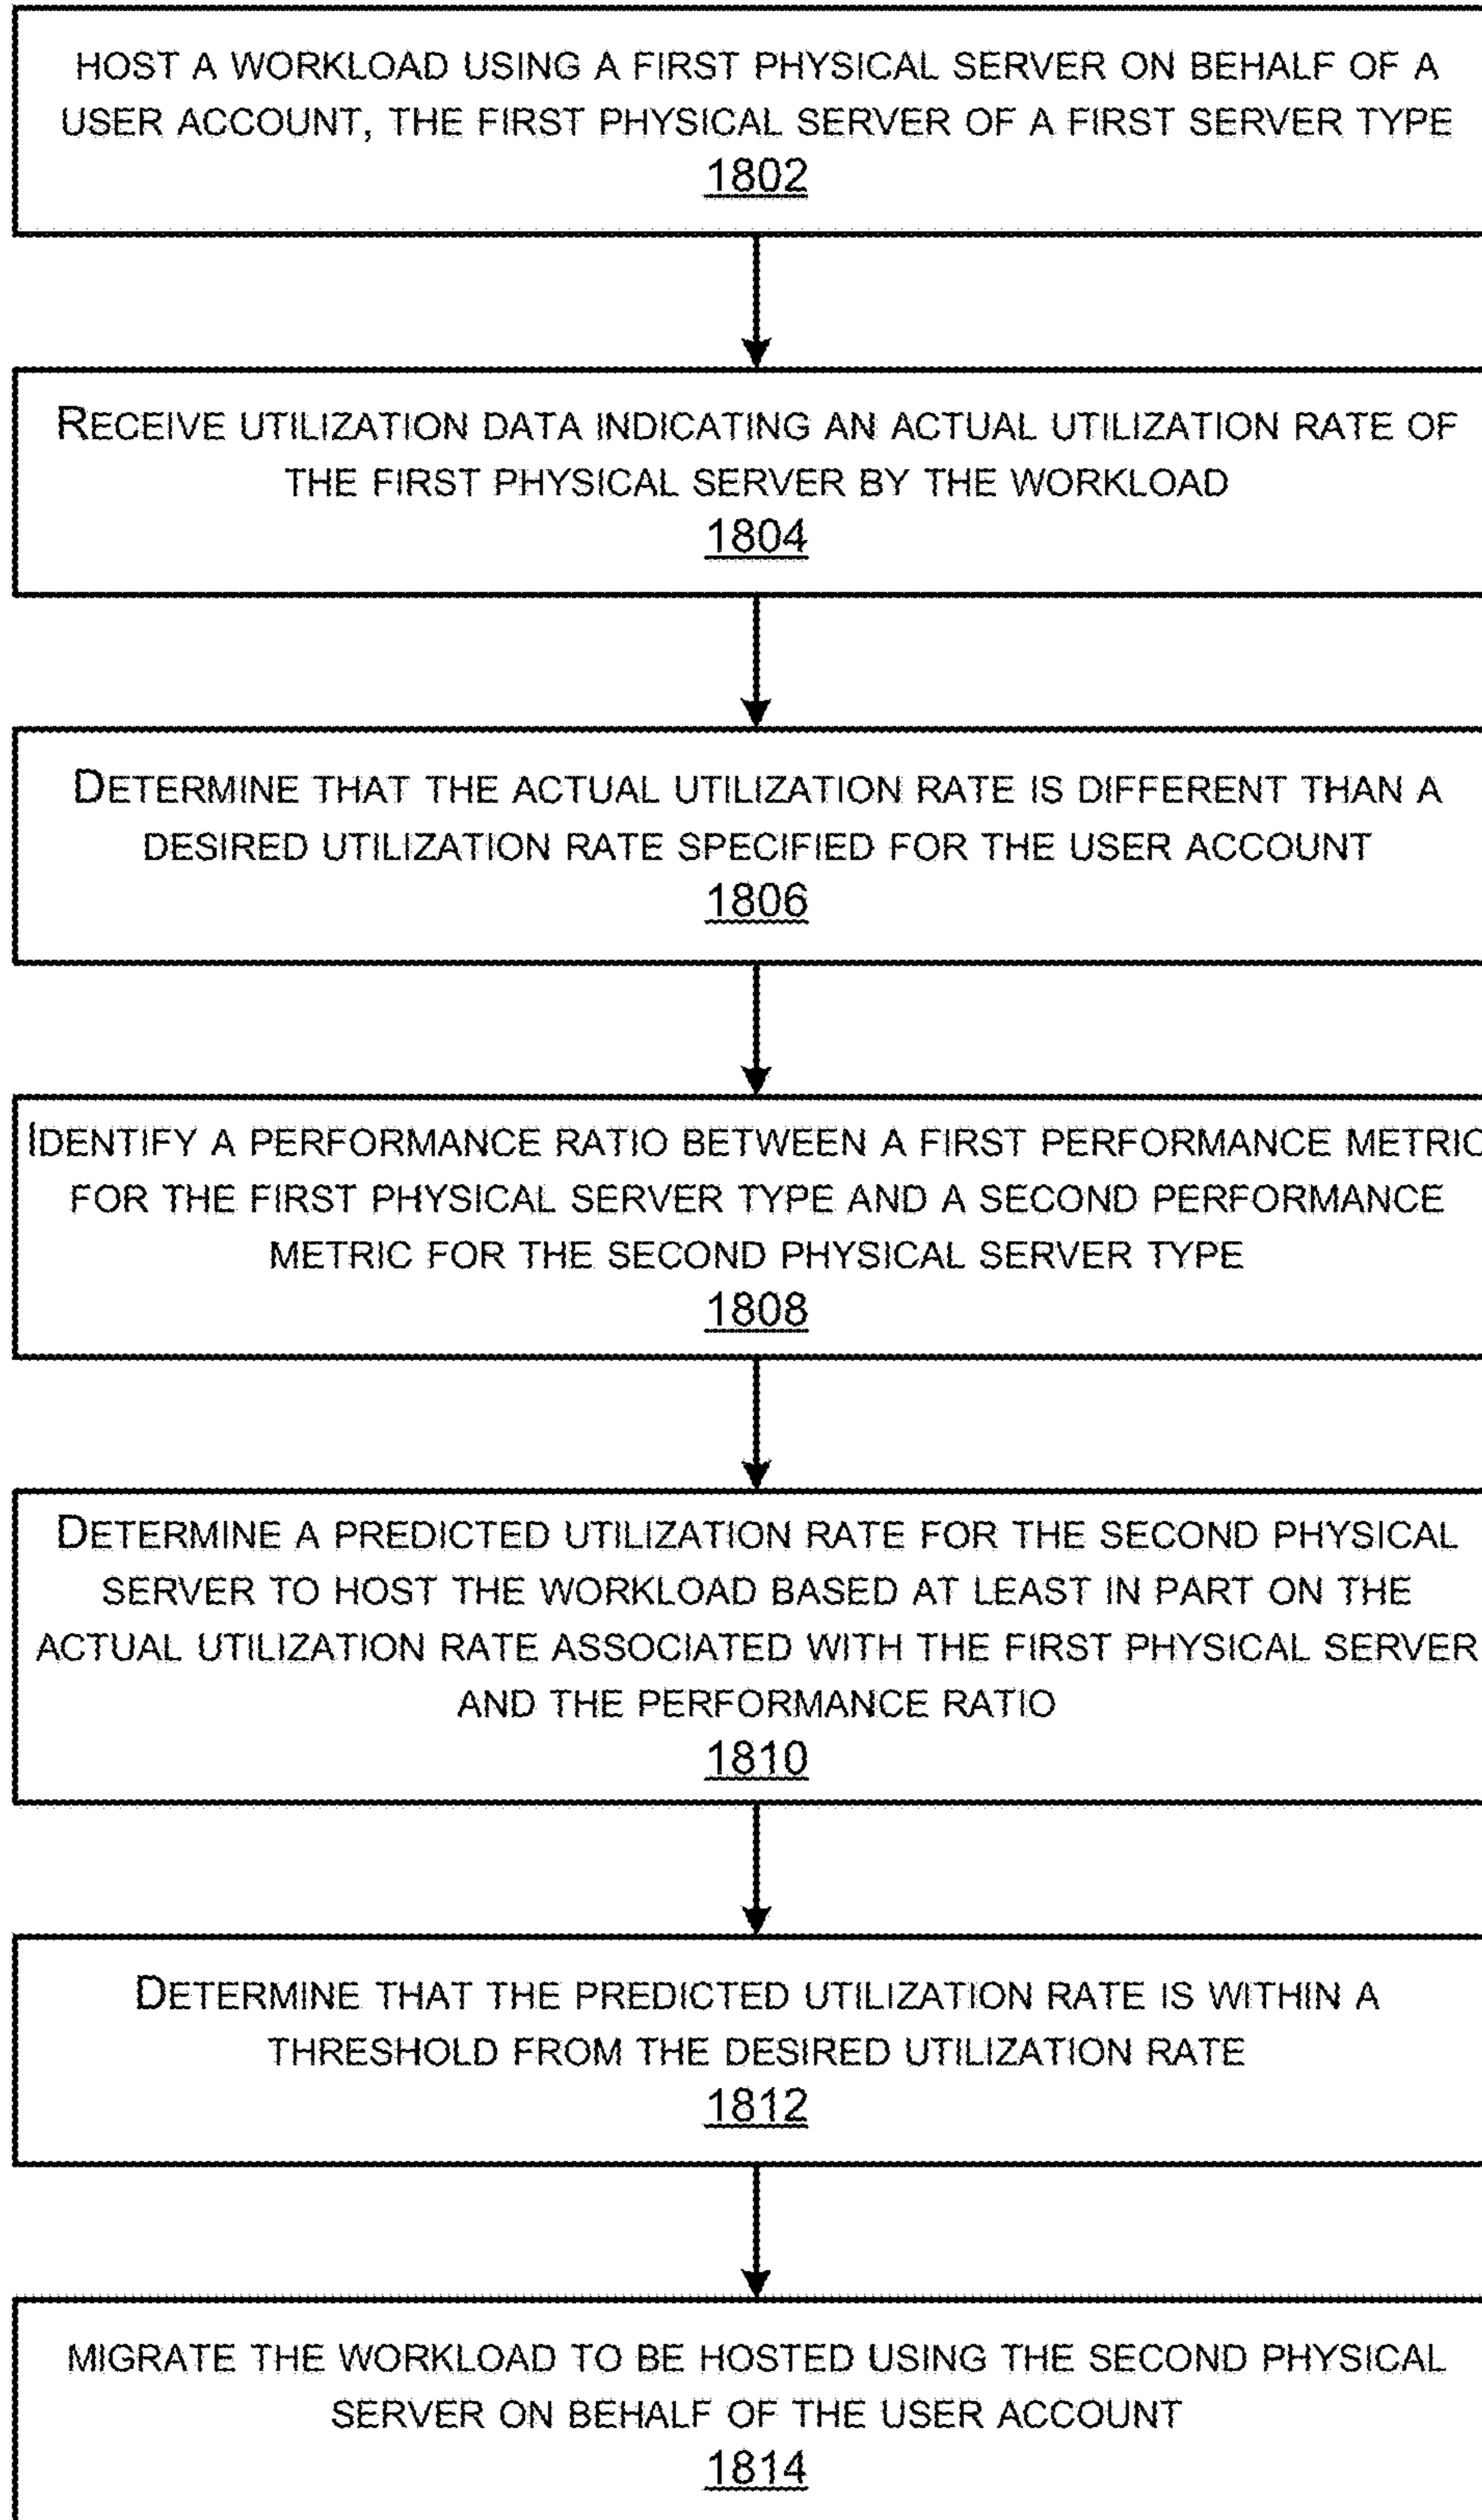 HOST A WORKLOAD USING A FIRST PHYSICAL SERVER ON BEHALF OF A
USER ACCOUNT, THE FIRST PHYSICAL SERVER OF A FIRST SERVER TYPE
1802
RECEIVE UTILIZATION DATA INDICATING AN ACTUAL UTILIZATION RATE OF
THE FIRST PHYSICAL SERVER BY THE WORKLOAD
1804
DETERMINE THAT THE ACTUAL UTILIZATION RATE IS DIFFERENT THAN A
DESIRED UTILIZATION RATE SPECIFIED FOR THE USER ACCOUNT
1806
IDENTIFY A PERFORMANCE RATIO BETWEEN A FIRST PERFORMANCE METRIC
FOR THE FIRST PHYSICAL SERVER TYPE AND A SECOND PERFORMANCE
METRIC FOR THE SECOND PHYSICAL SERVER TYPE
1808
DETERMINE A PREDICTED UTILIZATION RATE FOR THE SECOND PHYSICAL
SERVER TO HOST THE WORKLOAD BASED AT LEAST IN PART ON THE
ACTUAL UTILIZATION RATE ASSOCIATED WITH THE FIRST PHYSICAL SERVER
AND THE PERFORMANCE RATIO
1810
DETERMINE THAT THE PREDICTED UTILIZATION RATE IS WITHIN A
THRESHOLD FROM THE DESIRED UTILIZATION RATE
1812
MIGRATE THE WORKLOAD TO BE HOSTED USING THE SECOND PHYSICAL
SERVER ON BEHALF OF THE USER ACCOUNT
1814